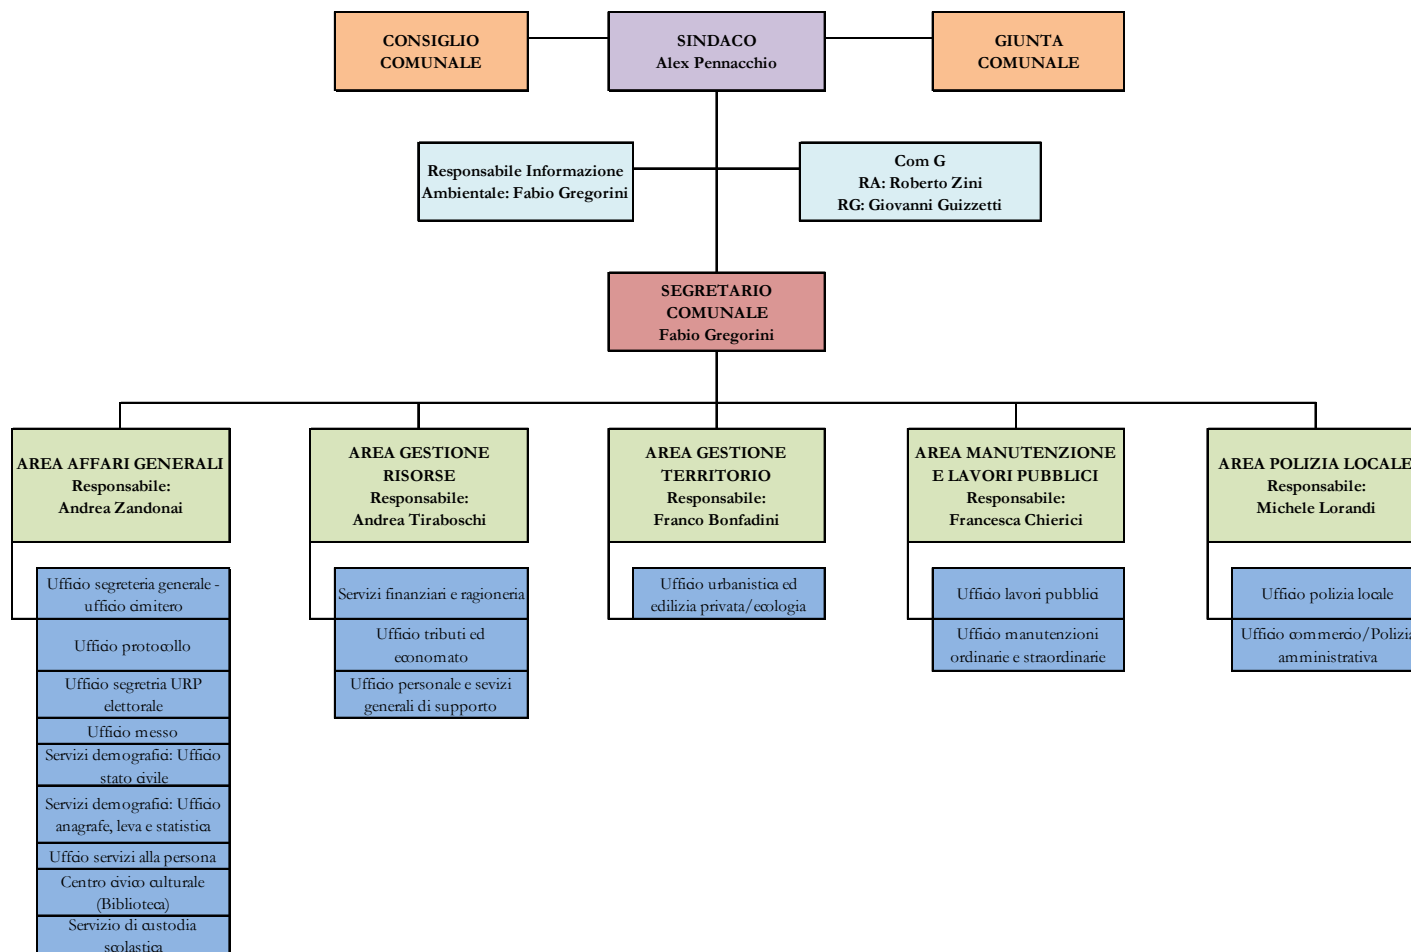 CONSIGLIO
COMUNALE
SINDACO
Alex Pennacchio
GIUNTA
COMUNALE
Responsabile Informazione
Ambientale: Fabio Gregorini
Com G
RA: Roberto Zini
RG: Giovanni Guizzetti
SEGRETARIO
COMUNALE
Fabio Gregorini
AREA AFFARI GENERALI
Responsabile:
Andrea Zandonai
AREA GESTIONE
RISORSE
Responsabile:
Andrea Tiraboschi
AREA GESTIONE
TERRITORIO
Responsabile:
Franco Bonfadini
AREA MANUTENZIONE
E LAVORI PUBBLICI
Responsabile:
Francesca Chierici
AREA POLIZIA LOCALE
Responsabile:
Michele Lorandi
Ufficio segreteria generale -
ufficio cimitero
Ufficio protocollo
Ufficio segretria URP
elettorale
Ufficio messo
Servizi demografici: Ufficio
stato civile
Servizi demografici: Ufficio
anagrafe, leva e statistica
Ufficio servizi alla persona
Centro civico culturale
(Biblioteca)
Servizio di custodia
scolastica
Servizi finanziari e ragioneria
Ufficio tributi ed
economato
Ufficio personale e sevizi
generali di supporto
Ufficio urbanistica ed
edilizia privata/ecologia
Ufficio lavori pubblici
Ufficio manutenzioni
ordinarie e straordinarie
Ufficio polizia locale
Ufficio commercio/Polizia
amministrativa